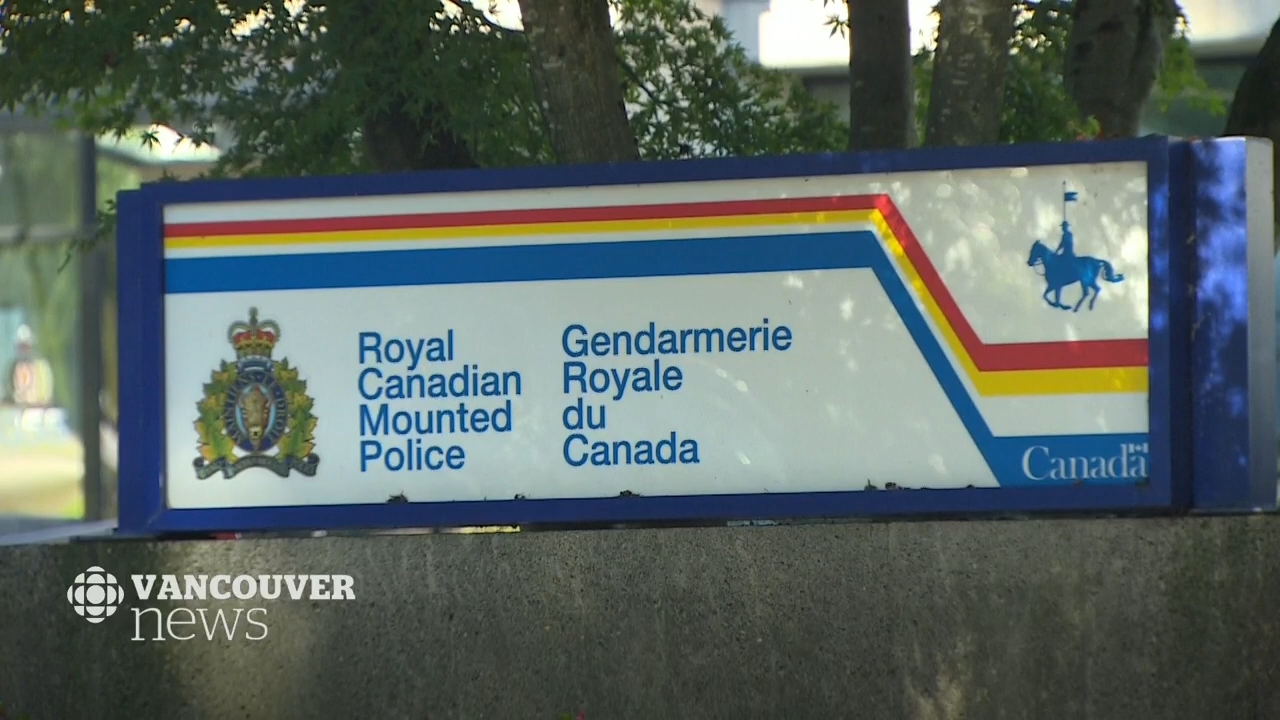 Royal
Canadian
Mounted
Police
Gendarmerie
Royale
du
Canada
Canada
VANCOUVER
news